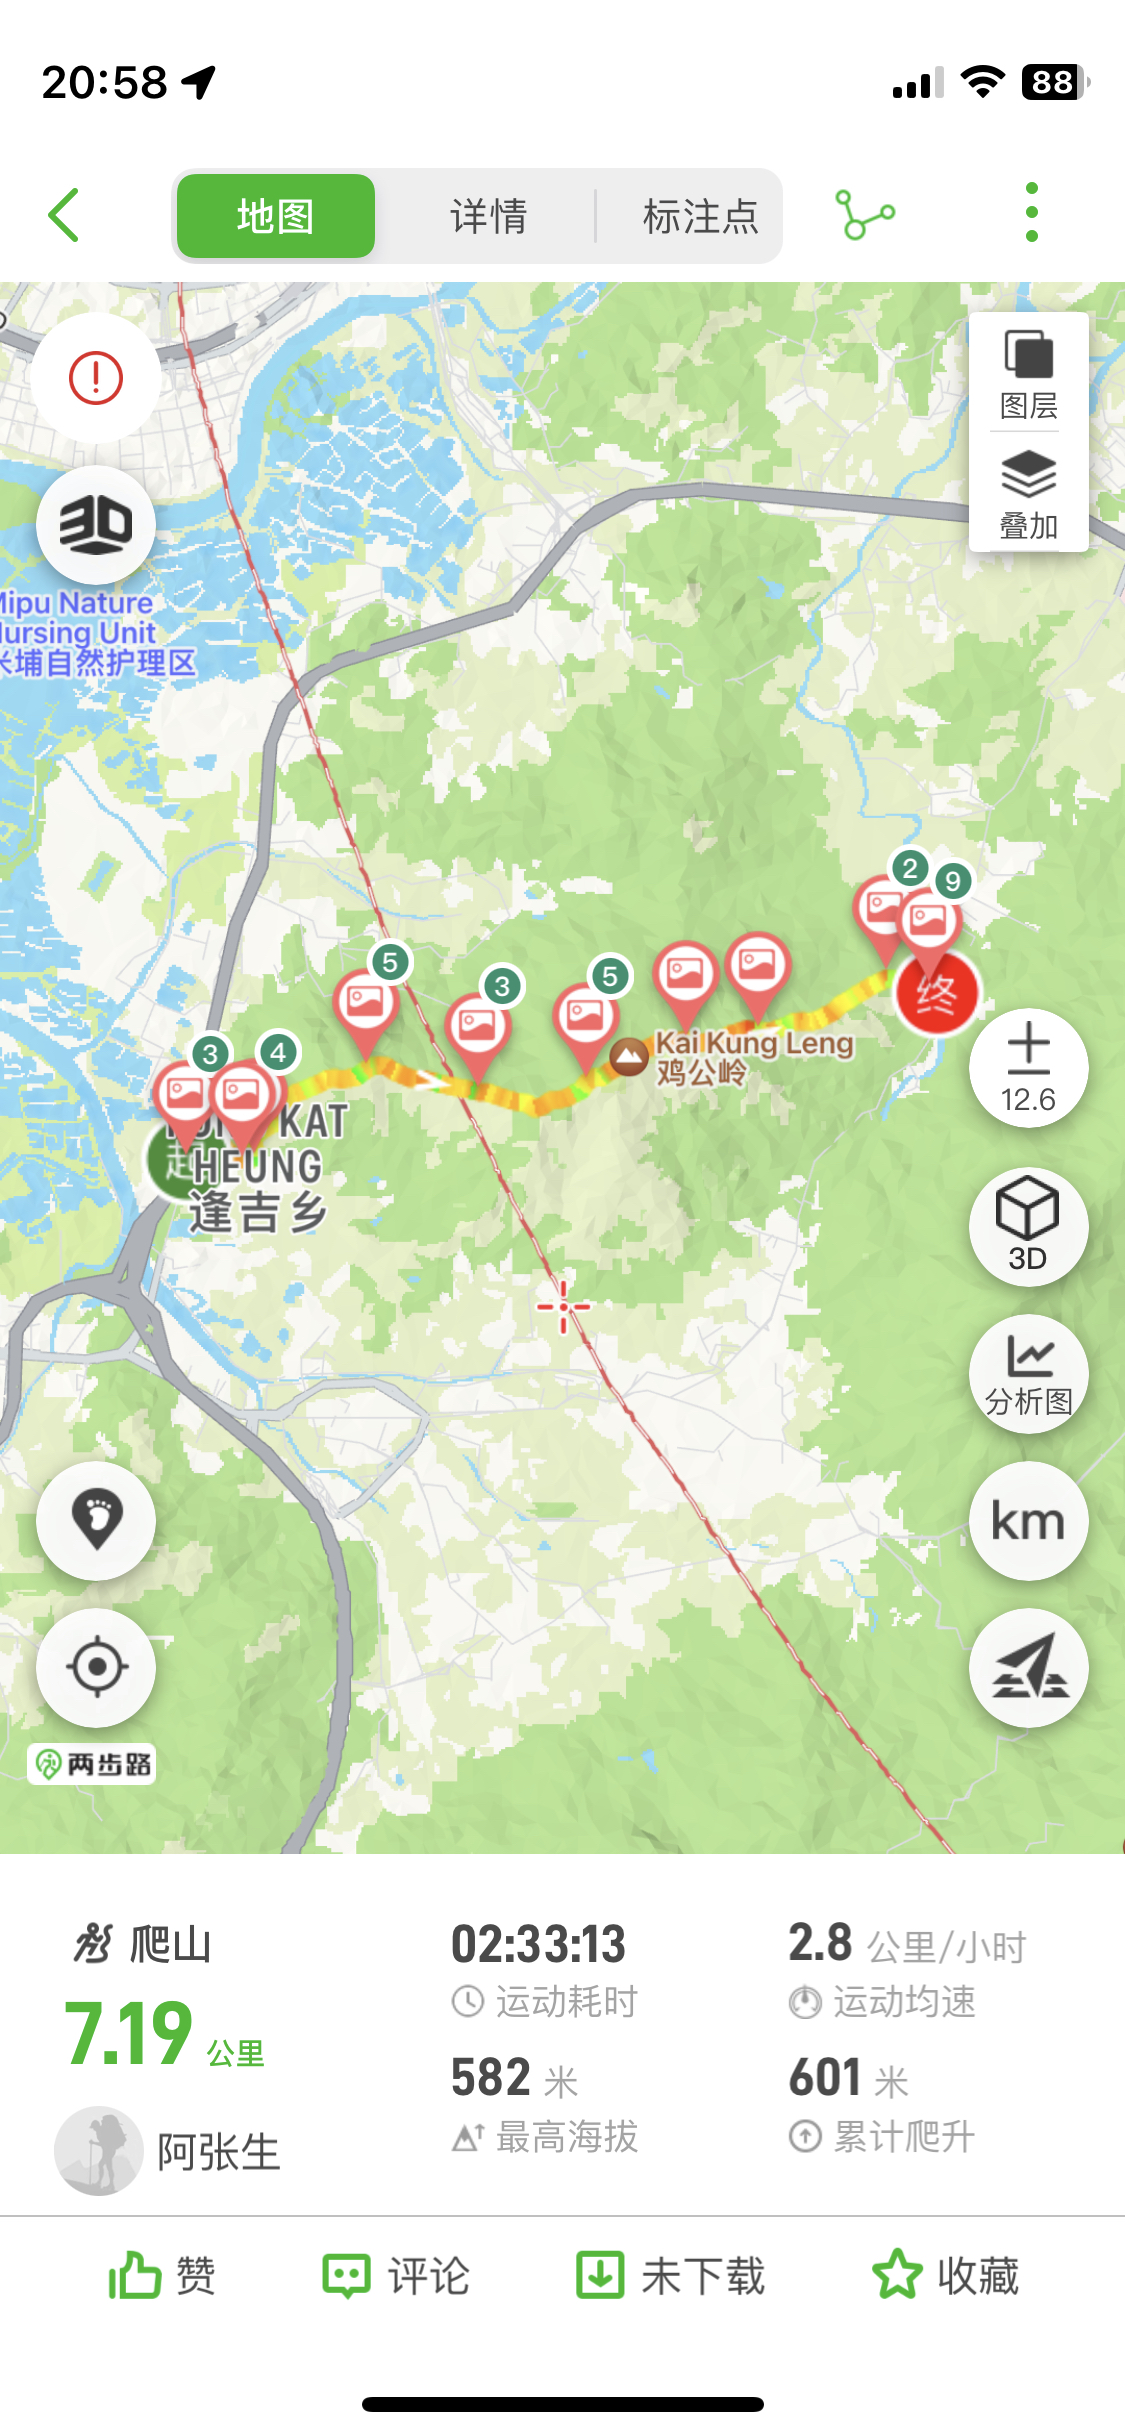 20:58
88
地图
详情
标注点
图层
叠加
3D
Mipu Nature
Nursing Unit
米埔自然护理区
2
9
5
3
5
3
4
终
Kai Kung Leng
鸡公岭
12.6
KAT
HEUNG
逢吉乡
起
3D
分析图
km
两步路
爬山
02:33:13
2.8 公里/小时
运动耗时
运动均速
7.19 公里
582 米
601 米
最高海拔
累计爬升
阿张生
赞
评论
未下载
收藏